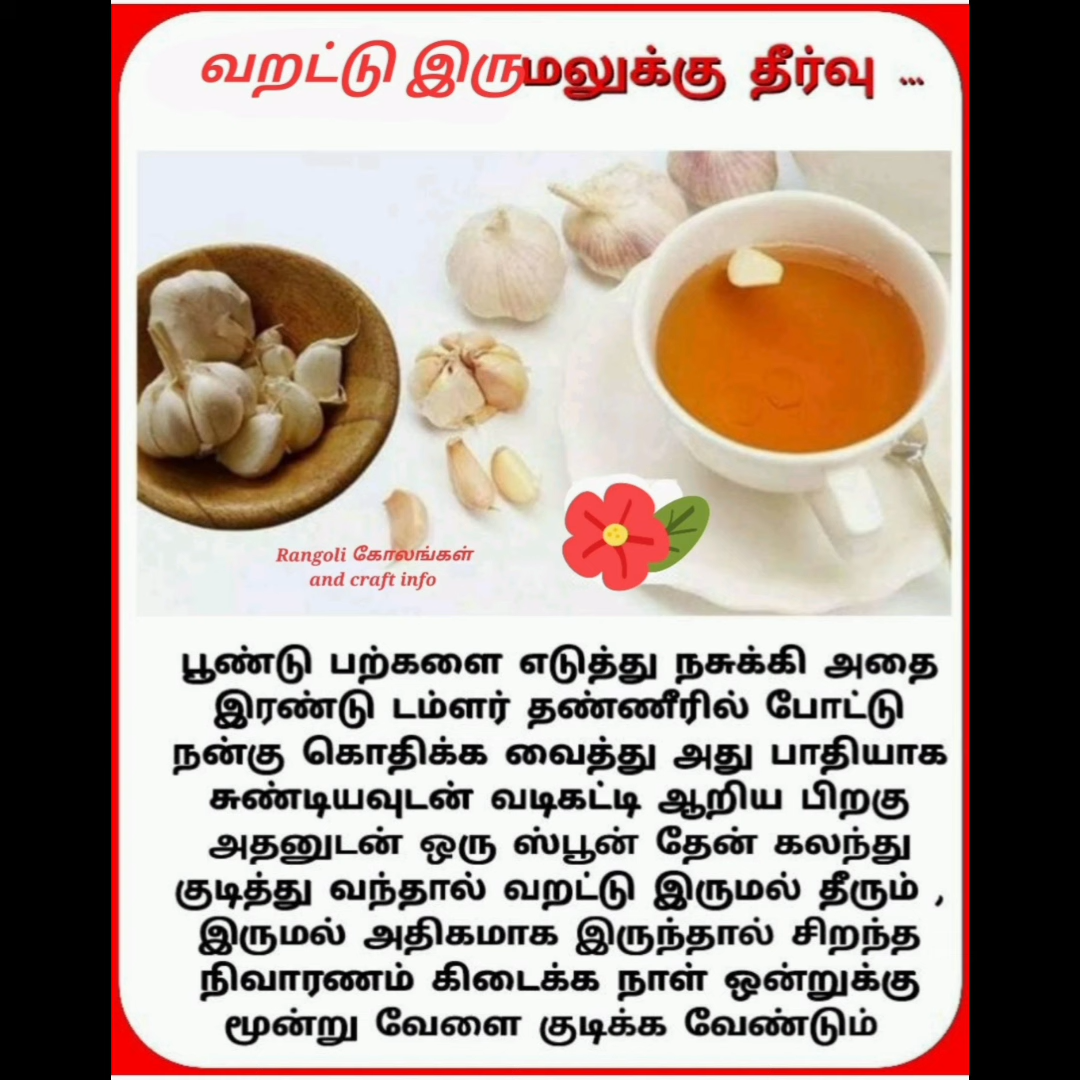 வறட்டு இருமலுக்கு தீர்வு ...
Rangoli கோலங்கள்
and craft info
பூண்டு பற்களை எடுத்து நசுக்கி அதை
இரண்டு டம்ளர் தண்ணீரில் போட்டு
நன்கு கொதிக்க வைத்து அது பாதியாக
சுண்டியவுடன் வடிகட்டி ஆறிய பிறகு
அதனுடன் ஒரு ஸ்பூன் தேன் கலந்து
குடித்து வந்தால் வறட்டு இருமல் தீரும் ,
இருமல் அதிகமாக இருந்தால் சிறந்த
நிவாரணம் கிடைக்க நாள் ஒன்றுக்கு
மூன்று வேளை குடிக்க வேண்டும்